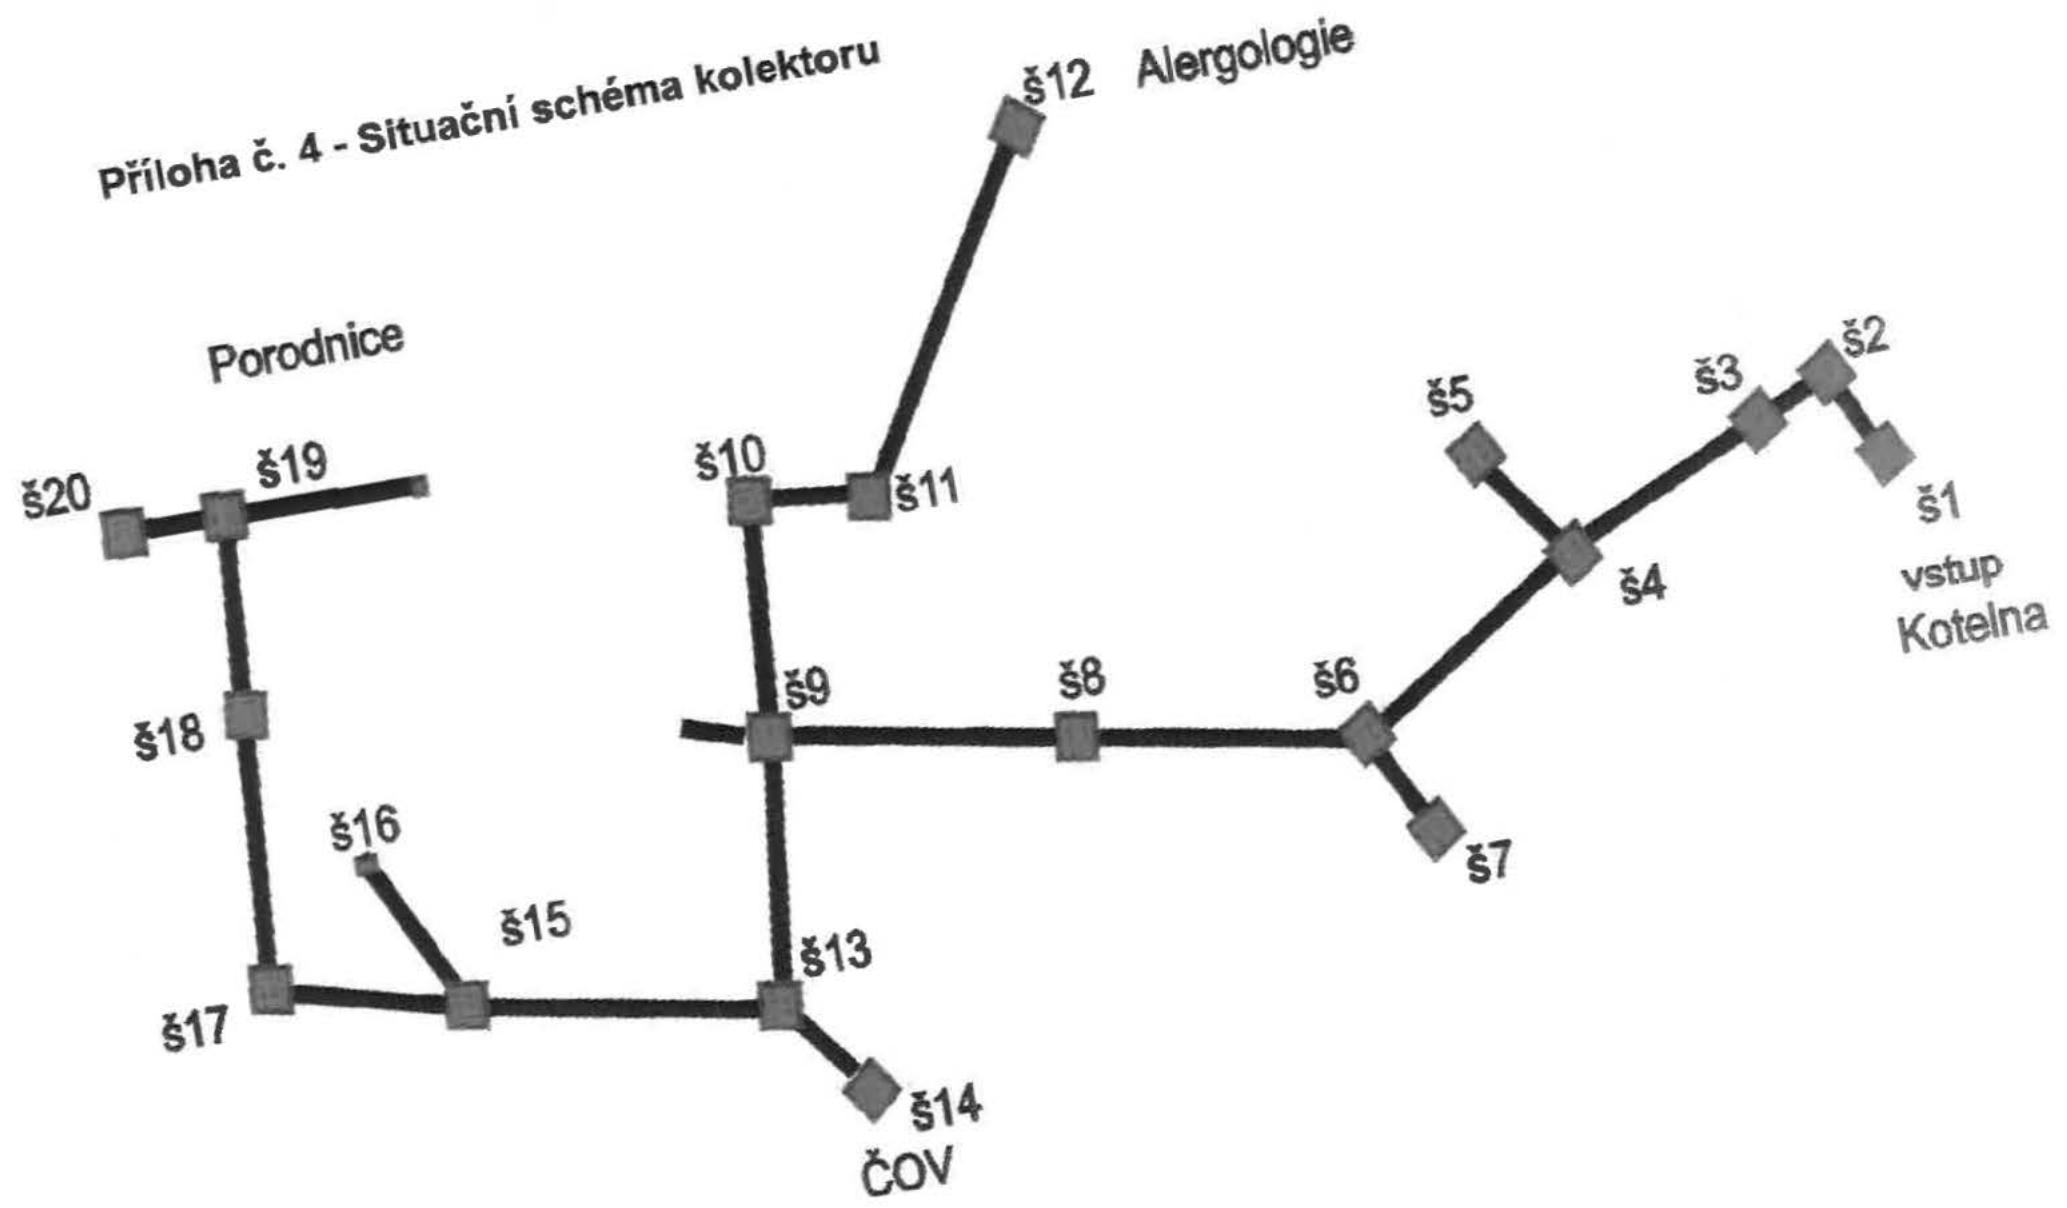 Příloha č. 4 - Situační schéma kolektoru
š12 Alergologie
Porodnice
š2
š3
š5
š19
š10
š20
š11
š1
vstup
Kotelna
š4
š9
š8
š6
š18
š16
š7
š15
š13
š17
š14
ČOV